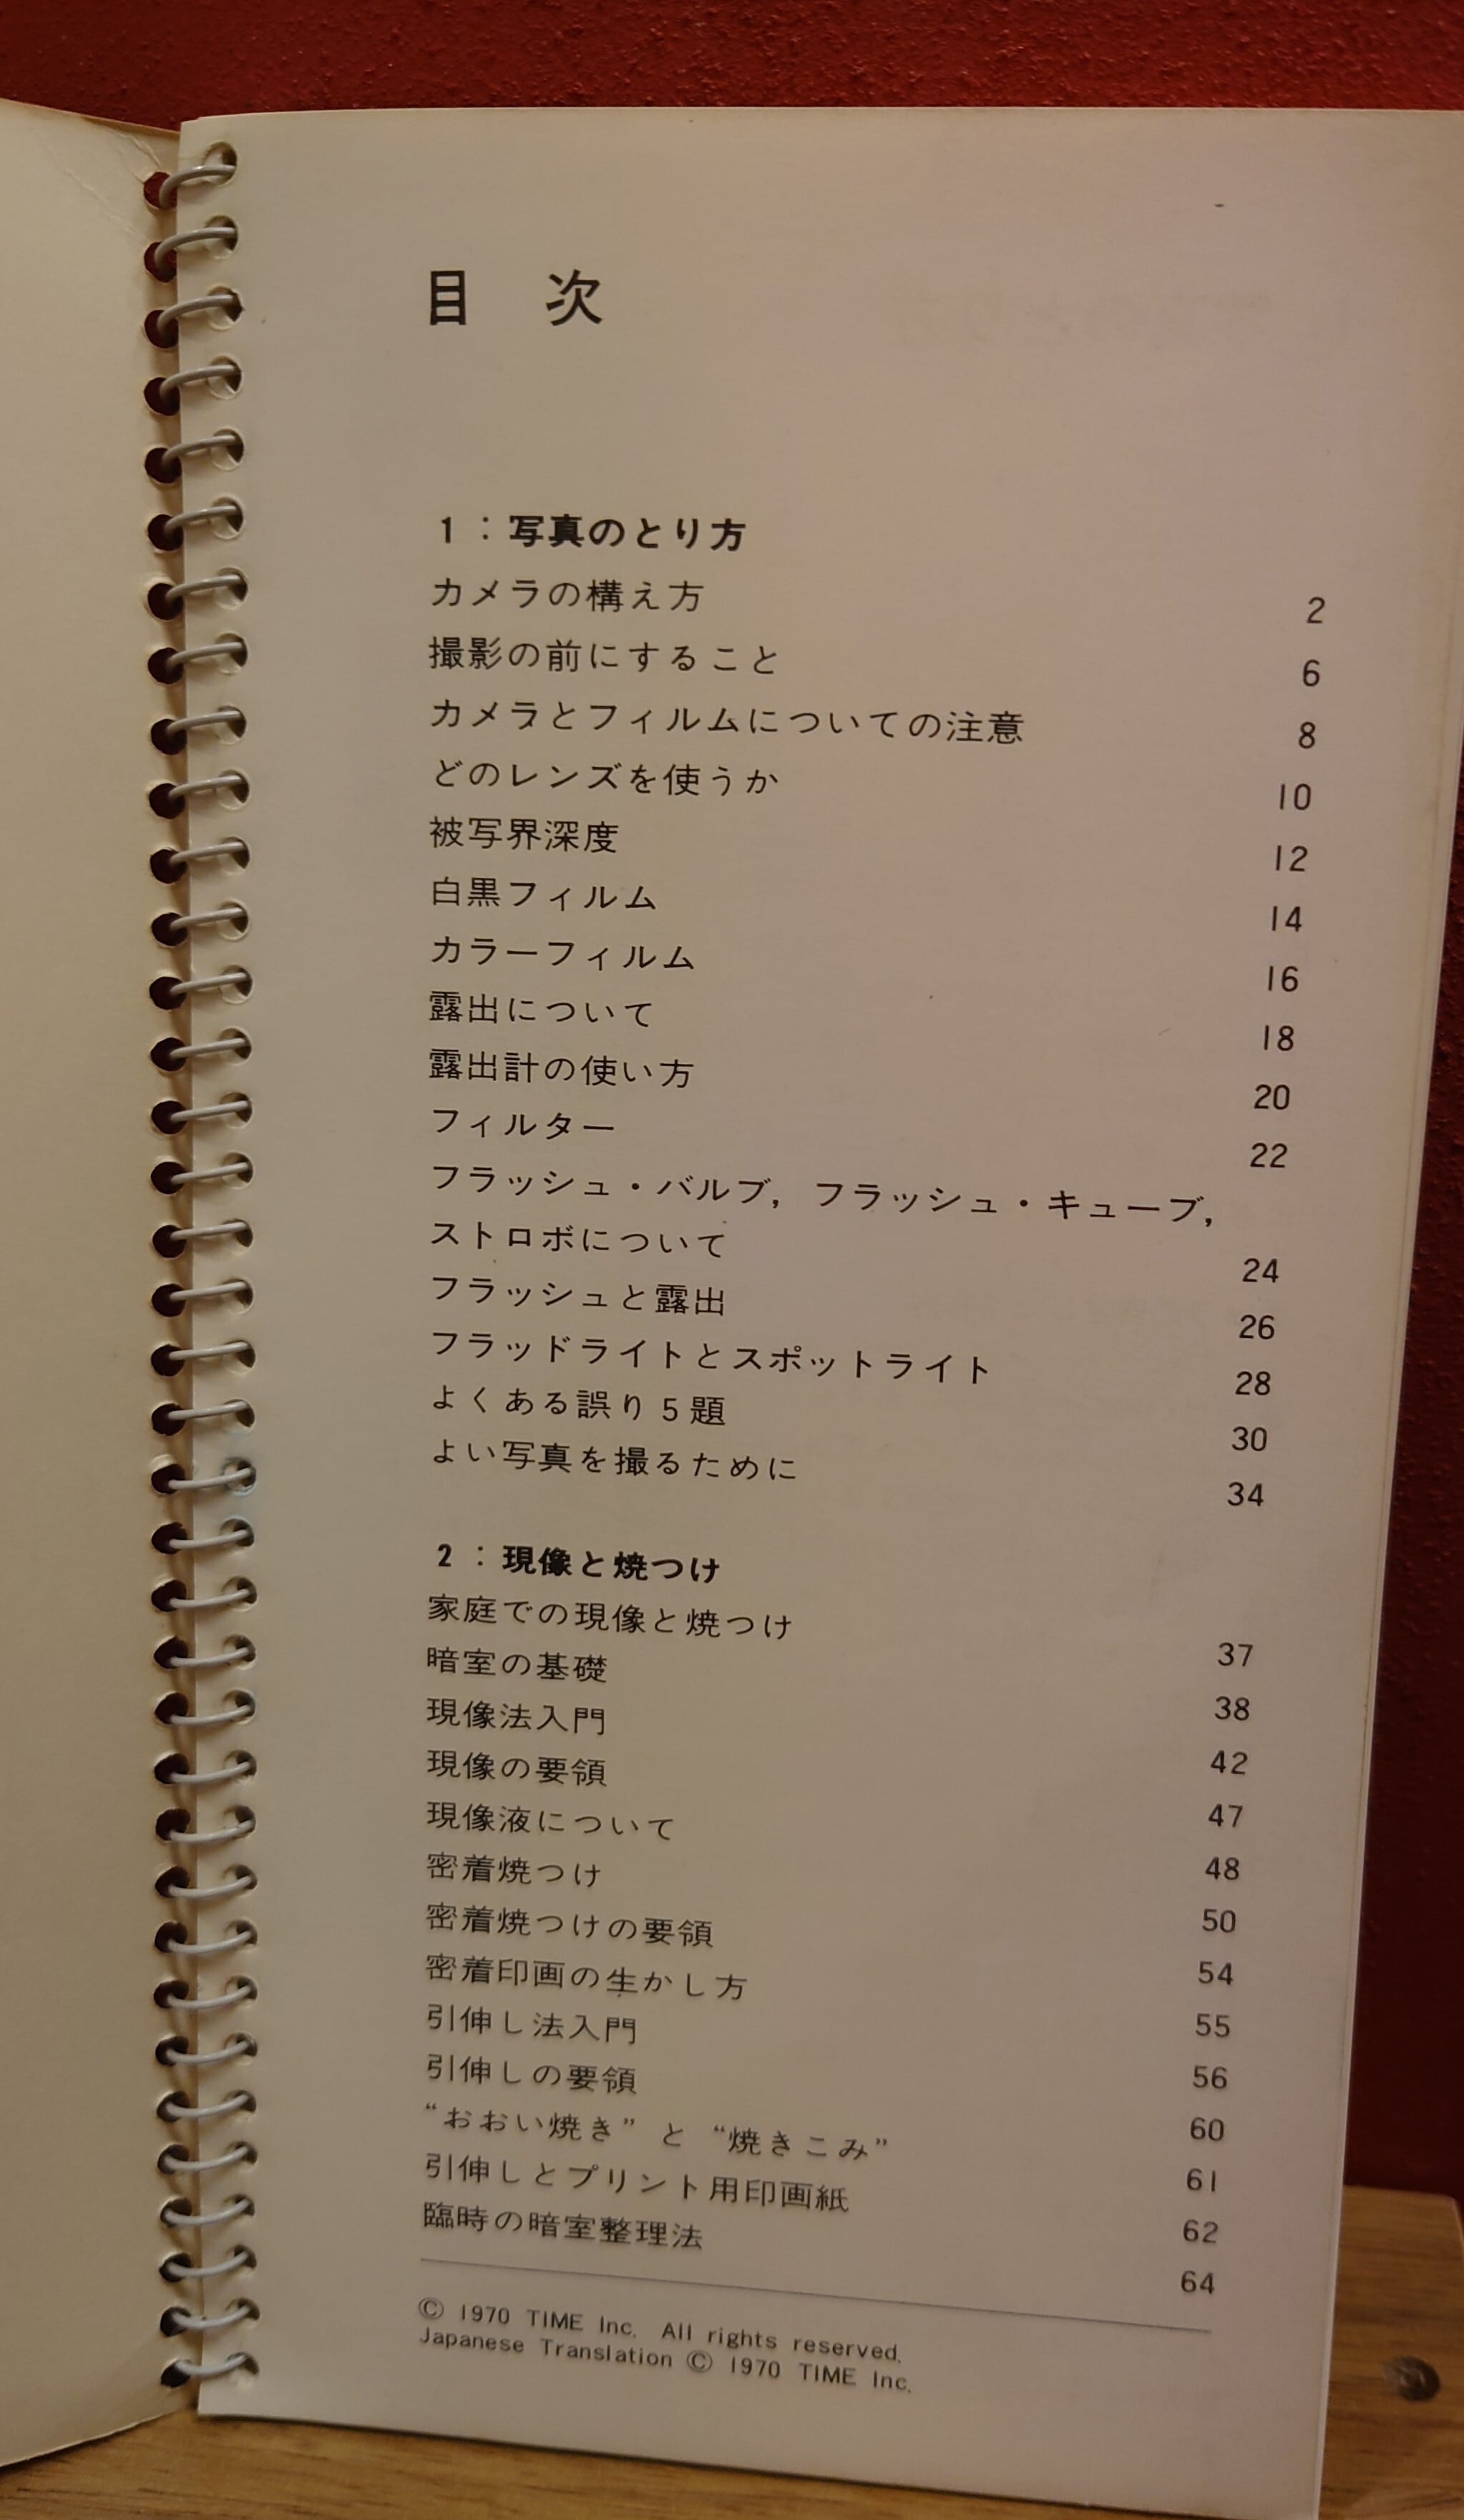 目 次
1：写真のとり方
カメラの構え方 2
撮影の前にすること 6
カメラとフィルムについての注意 8
どのレンズを使うか 10
被写界深度 12
白黒フィルム 14
カラーフィルム 16
露出について 18
露出計の使い方 20
フィルター 22
フラッシュ・バルブ，フラッシュ・キューブ，
ストロボについて 24
フラッシュと露出 26
フラッドライトとスポットライト 28
よくある誤り5題 30
よい写真を撮るために 34
2：現像と焼つけ
家庭での現像と焼つけ 37
暗室の基礎 38
現像法入門 42
現像の要領 47
現像液について 48
密着焼つけ 50
密着焼つけの要領 54
密着印画の生かし方 55
引伸し法入門 56
引伸しの要領 60
“おおい焼き”と“焼きこみ” 61
引伸しとプリント用印画紙 62
臨時の暗室整理法 64
© 1970 TIME Inc. All rights reserved.
Japanese Translation © 1970 TIME Inc.